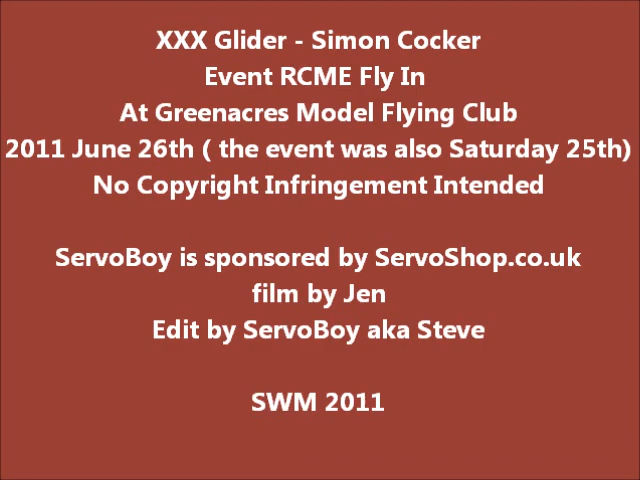 XXX Glider - Simon Cocker
Event RCME Fly In
At Greenacres Model Flying Club
2011 June 26th ( the event was also Saturday 25th)
No Copyright Infringement Intended
ServoBoy is sponsored by ServoShop.co.uk
film by Jen
Edit by ServoBoy aka Steve
SWM 2011